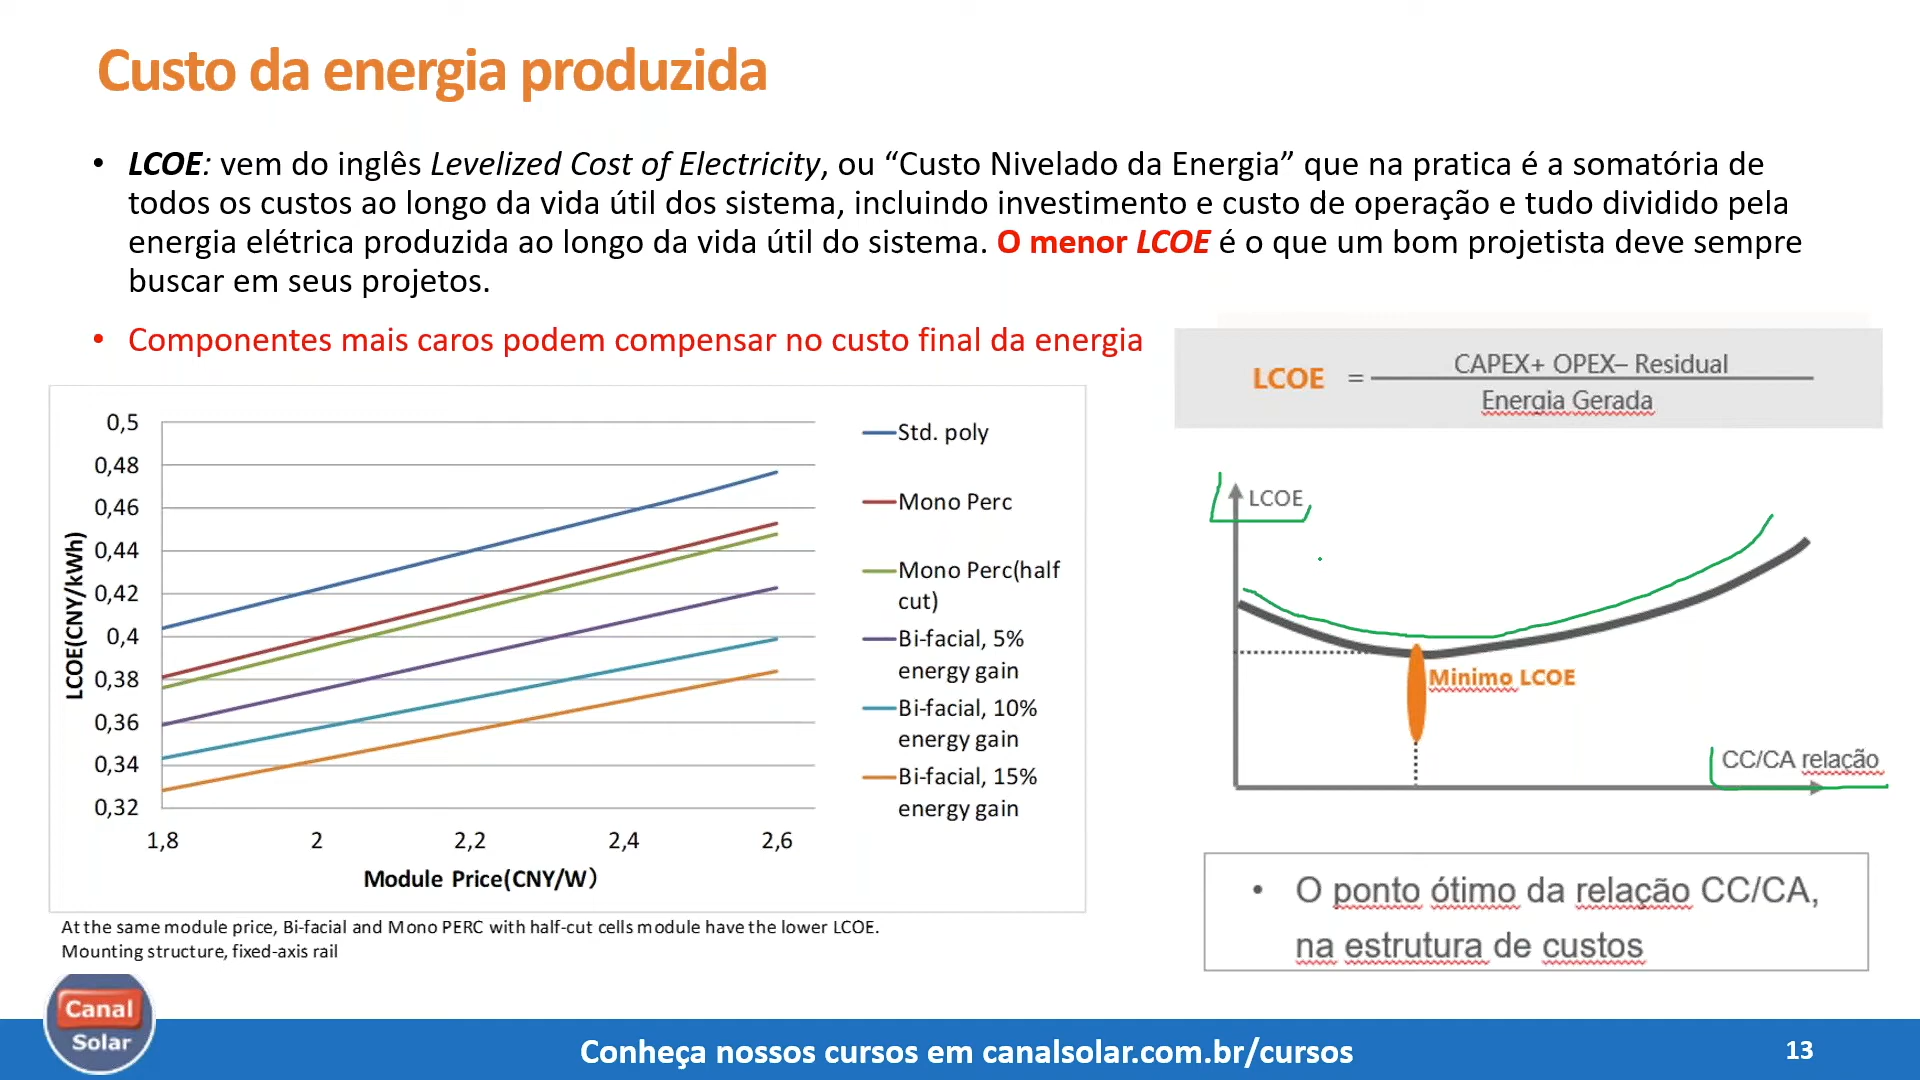 Custo da energia produzida
• LCOE: vem do inglês Levelized Cost of Electricity, ou “Custo Nivelado da Energia” que na pratica é a somatória de
todos os custos ao longo da vida útil dos sistema, incluindo investimento e custo de operação e tudo dividido pela
energia elétrica produzida ao longo da vida útil do sistema. O menor LCOE é o que um bom projetista deve sempre
buscar em seus projetos.
• Componentes mais caros podem compensar no custo final da energia
LCOE = CAPEX+ OPEX– Residual
Energia Gerada
LCOE(CNY/kWh)
0,5
0,48
0,46
0,44
0,42
0,4
0,38
0,36
0,34
0,32
1,8 2 2,2 2,4 2,6
Module Price(CNY/W)
Std. poly
Mono Perc
Mono Perc(half
cut)
Bi-facial, 5%
energy gain
Bi-facial, 10%
energy gain
Bi-facial, 15%
energy gain
At the same module price, Bi-facial and Mono PERC with half-cut cells module have the lower LCOE.
Mounting structure, fixed-axis rail
LCOE
Minimo LCOE
CC/CA relação
• O ponto ótimo da relação CC/CA,
na estrutura de custos
Canal
Solar
Conheça nossos cursos em canalsolar.com.br/cursos
13